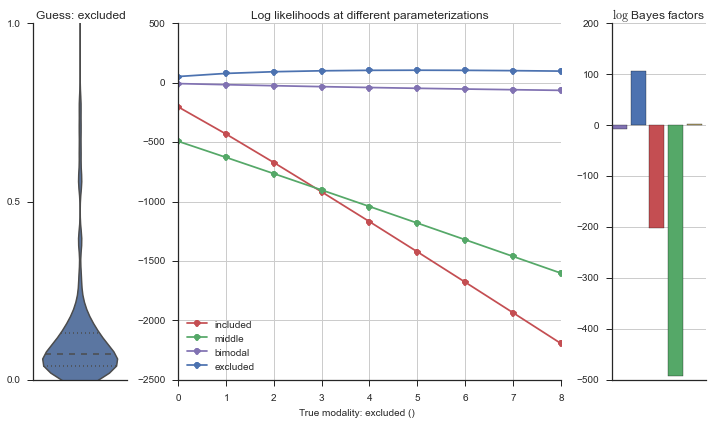 Guess: excluded
1.0
0.5
0.0
Log likelihoods at different parameterizations
500
0
−500
−1000
−1500
−2000
−2500
included
middle
bimodal
excluded
0 1 2 3 4 5 6 7 8
True modality: excluded ()
log Bayes factors
200
100
0
−100
−200
−300
−400
−500